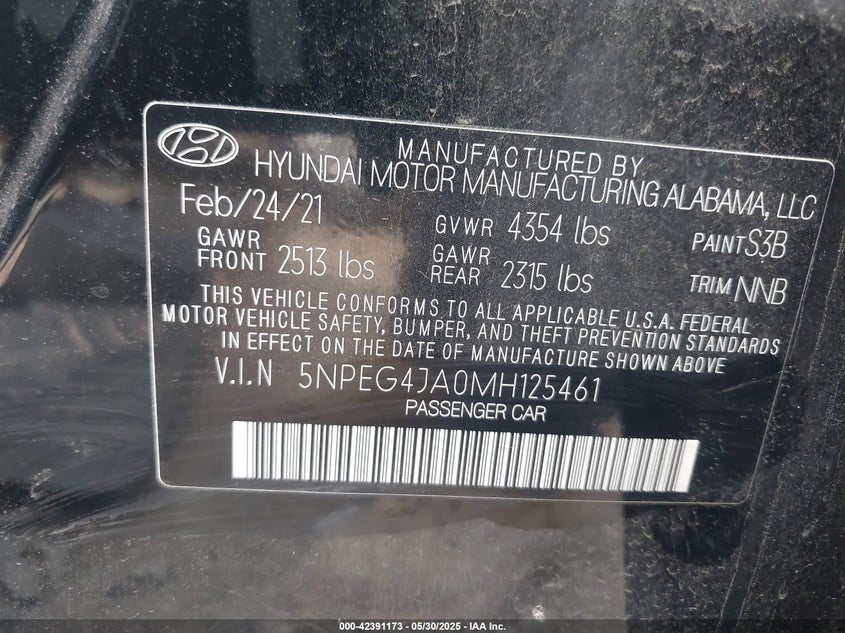 MANUFACTURED BY
HYUNDAI MOTOR MANUFACTURING ALABAMA, LLC
Feb/24/21 GVWR 4354 lbs PAINT S3B
GAWR FRONT 2513 lbs GAWR REAR 2315 lbs TRIM NNB
THIS VEHICLE CONFORMS TO ALL APPLICABLE U.S.A. FEDERAL
MOTOR VEHICLE SAFETY, BUMPER, AND THEFT PREVENTION STANDARDS
IN EFFECT ON THE DATE OF MANUFACTURE SHOWN ABOVE
V.I.N 5NPEG4JA0MH125461
PASSENGER CAR
000-42391173 — 05/30/2025 — IAA Inc.